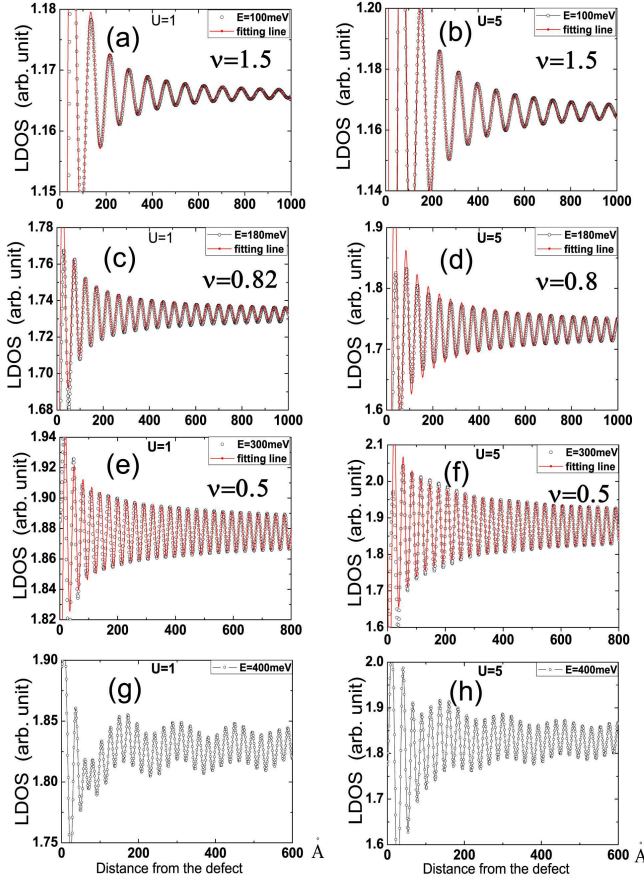 1.18
1.17
1.16
1.15
LDOS (arb. unit)
(a)
U=1
E=100meV
fitting line
ν=1.5
0 200 400 600 800 1000
1.20
1.18
1.16
1.14
LDOS (arb. unit)
(b)
U=5
E=100meV
fitting line
ν=1.5
0 200 400 600 800 1000
1.78
1.76
1.74
1.72
1.70
1.68
LDOS (arb. unit)
(c)
U=1
E=180meV
fitting line
ν=0.82
0 200 400 600 800 1000
1.9
1.8
1.7
1.6
LDOS (arb. unit)
(d)
U=5
E=180meV
fitting line
ν=0.8
0 200 400 600 800 1000
1.94
1.92
1.90
1.88
1.86
1.84
1.82
LDOS (arb. unit)
(e)
U=1
E=300meV
fitting line
ν=0.5
0 200 400 600 800
2.1
2.0
1.9
1.8
1.7
1.6
LDOS (arb. unit)
(f)
U=5
E=300meV
fitting line
ν=0.5
0 200 400 600 800
1.90
1.85
1.80
1.75
LDOS (arb. unit)
(g)
U=1
E=400meV
0 100 200 300 400 500 600 Å
Distance from the defect
2.0
1.9
1.8
1.7
1.6
LDOS (arb. unit)
(h)
U=5
E=400meV
0 100 200 300 400 500 600 Å
Distance from the defect